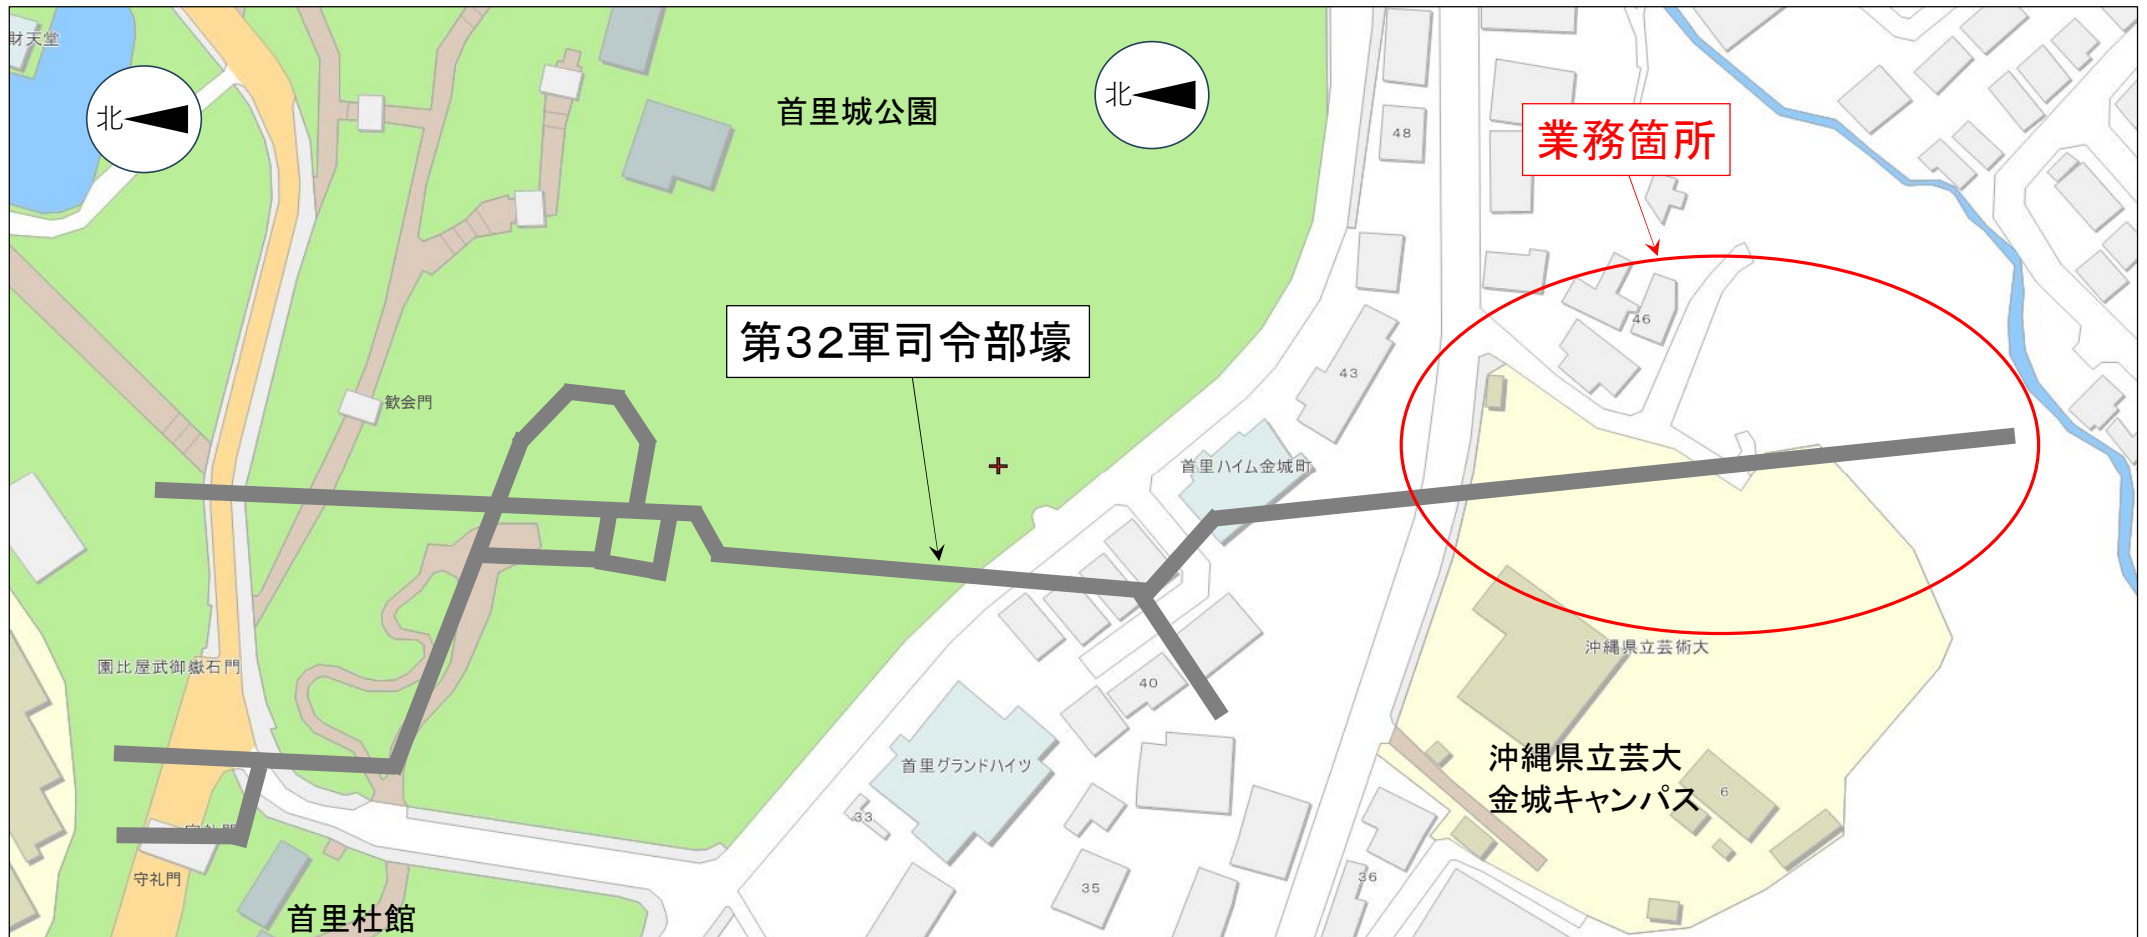 財天堂
北
首里城公園
北
48
業務箇所
46
第32軍司令部壕
43
歓会門
首里ハイム金城町
園比屋武御嶽石門
沖縄県立芸術大
40
首里グランドハイツ
沖縄県立芸大
金城キャンパス
6
33
守礼門
35
36
首里杜館